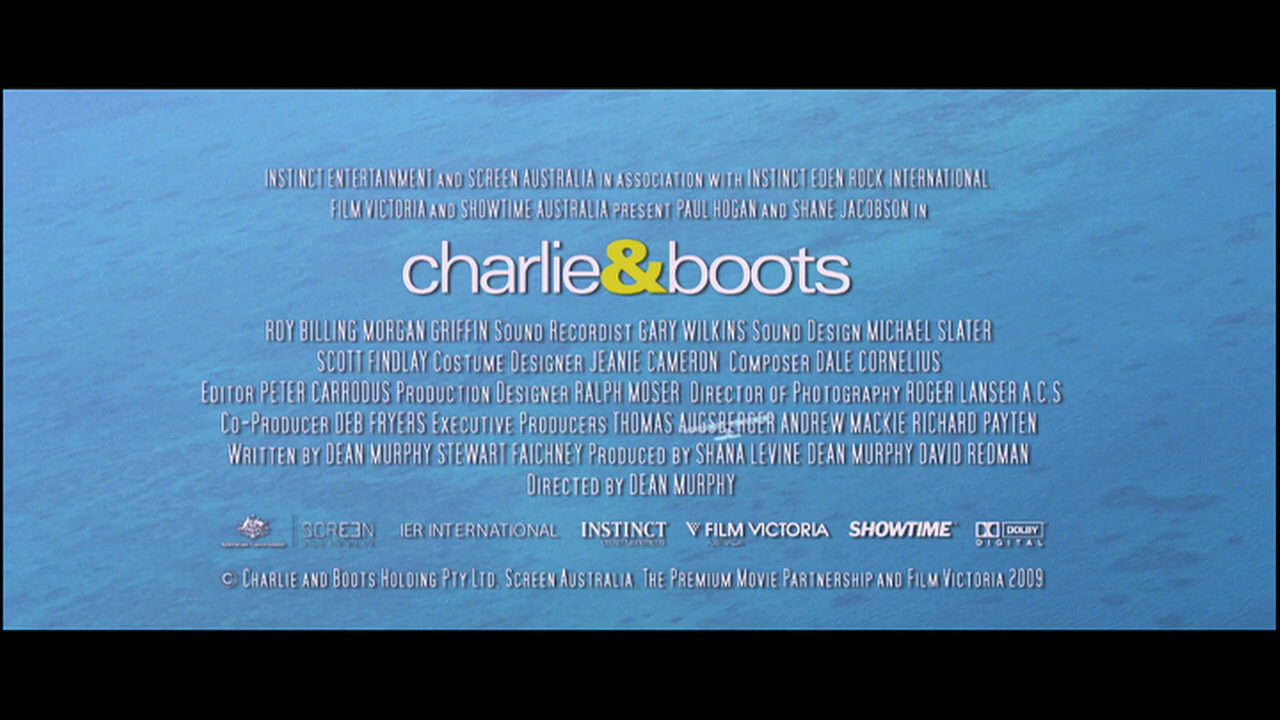 INSTINCT ENTERTAINMENT AND SCREEN AUSTRALIA IN ASSOCIATION WITH INSTINCT EDEN ROCK INTERNATIONAL
FILM VICTORIA AND SHOWTIME AUSTRALIA PRESENT PAUL HOGAN AND SHANE JACOBSON IN
charlie&boots
ROY BILLING MORGAN GRIFFIN SOUND RECORDIST GARY WILKINS SOUND DESIGN MICHAEL SLATER
SCOTT FINDLAY COSTUME DESIGNER JEANIE CAMERON COMPOSER DALE CORNELIUS
EDITOR PETER CARRODUS PRODUCTION DESIGNER RALPH MOSER DIRECTOR OF PHOTOGRAPHY ROGER LANSER A.C.S
CO-PRODUCER DEB FRYERS EXECUTIVE PRODUCERS THOMAS AUGSBERGER ANDREW MACKIE RICHARD PAYTEN
WRITTEN BY DEAN MURPHY STEWART FAICHNEY PRODUCED BY SHANA LEVINE DEAN MURPHY DAVID REDMAN
DIRECTED BY DEAN MURPHY
SCREEN IER INTERNATIONAL INSTINCT entertainment FILM VICTORIA SHOWTIME DOLBY DIGITAL
© CHARLIE AND BOOTS HOLDING PTY LTD. SCREEN AUSTRALIA. THE PREMIUM MOVIE PARTNERSHIP AND FILM VICTORIA 2009